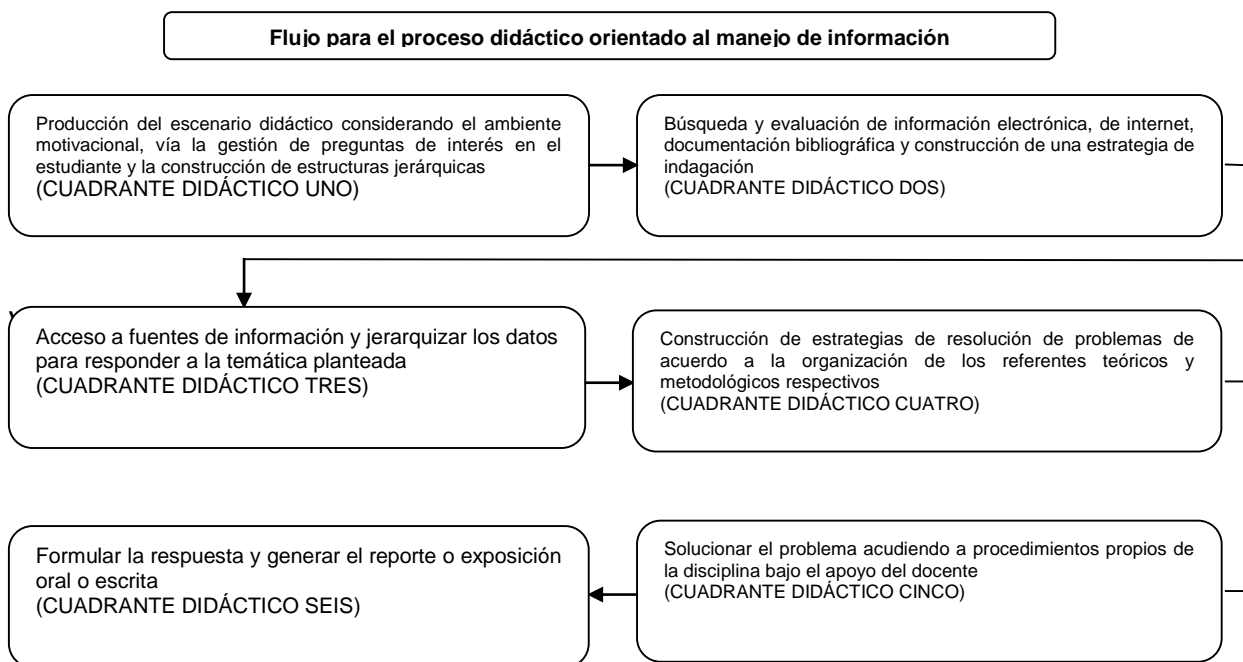 Flujo para el proceso didáctico orientado al manejo de información
Producción del escenario didáctico considerando el ambiente
motivacional, vía la gestión de preguntas de interés en el
estudiante y la construcción de estructuras jerárquicas
(CUADRANTE DIDÁCTICO UNO)
Búsqueda y evaluación de información electrónica, de internet,
documentación bibliográfica y construcción de una estrategia de
indagación
(CUADRANTE DIDÁCTICO DOS)
Acceso a fuentes de información y jerarquizar los datos
para responder a la temática planteada
(CUADRANTE DIDÁCTICO TRES)
Construcción de estrategias de resolución de problemas de
acuerdo a la organización de los referentes teóricos y
metodológicos respectivos
(CUADRANTE DIDÁCTICO CUATRO)
Formular la respuesta y generar el reporte o exposición
oral o escrita
(CUADRANTE DIDÁCTICO SEIS)
Solucionar el problema acudiendo a procedimientos propios de
la disciplina bajo el apoyo del docente
(CUADRANTE DIDÁCTICO CINCO)